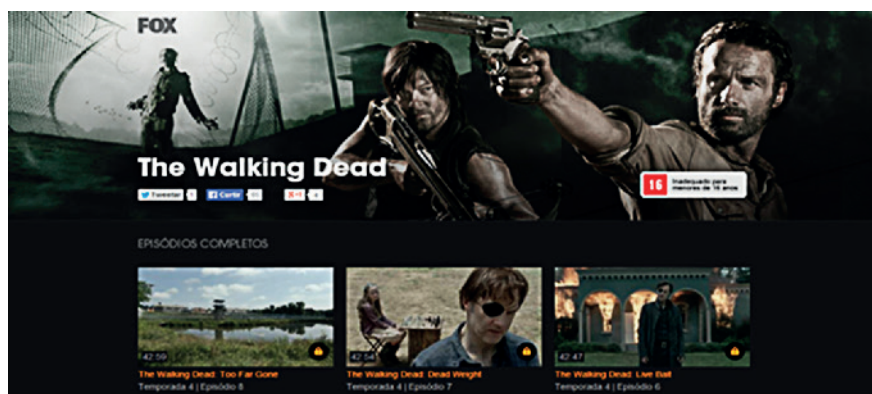 FOX
The Walking Dead
Tweetar
Curtir
16
Inadequado para
menores de 16 anos
EPISÓDIOS COMPLETOS
42:59
42:54
42:47
The Walking Dead: Too Far Gone
The Walking Dead: Dead Weight
The Walking Dead: Live Bait
Temporada 4 | Episódio 8
Temporada 4 | Episódio 7
Temporada 4 | Episódio 6